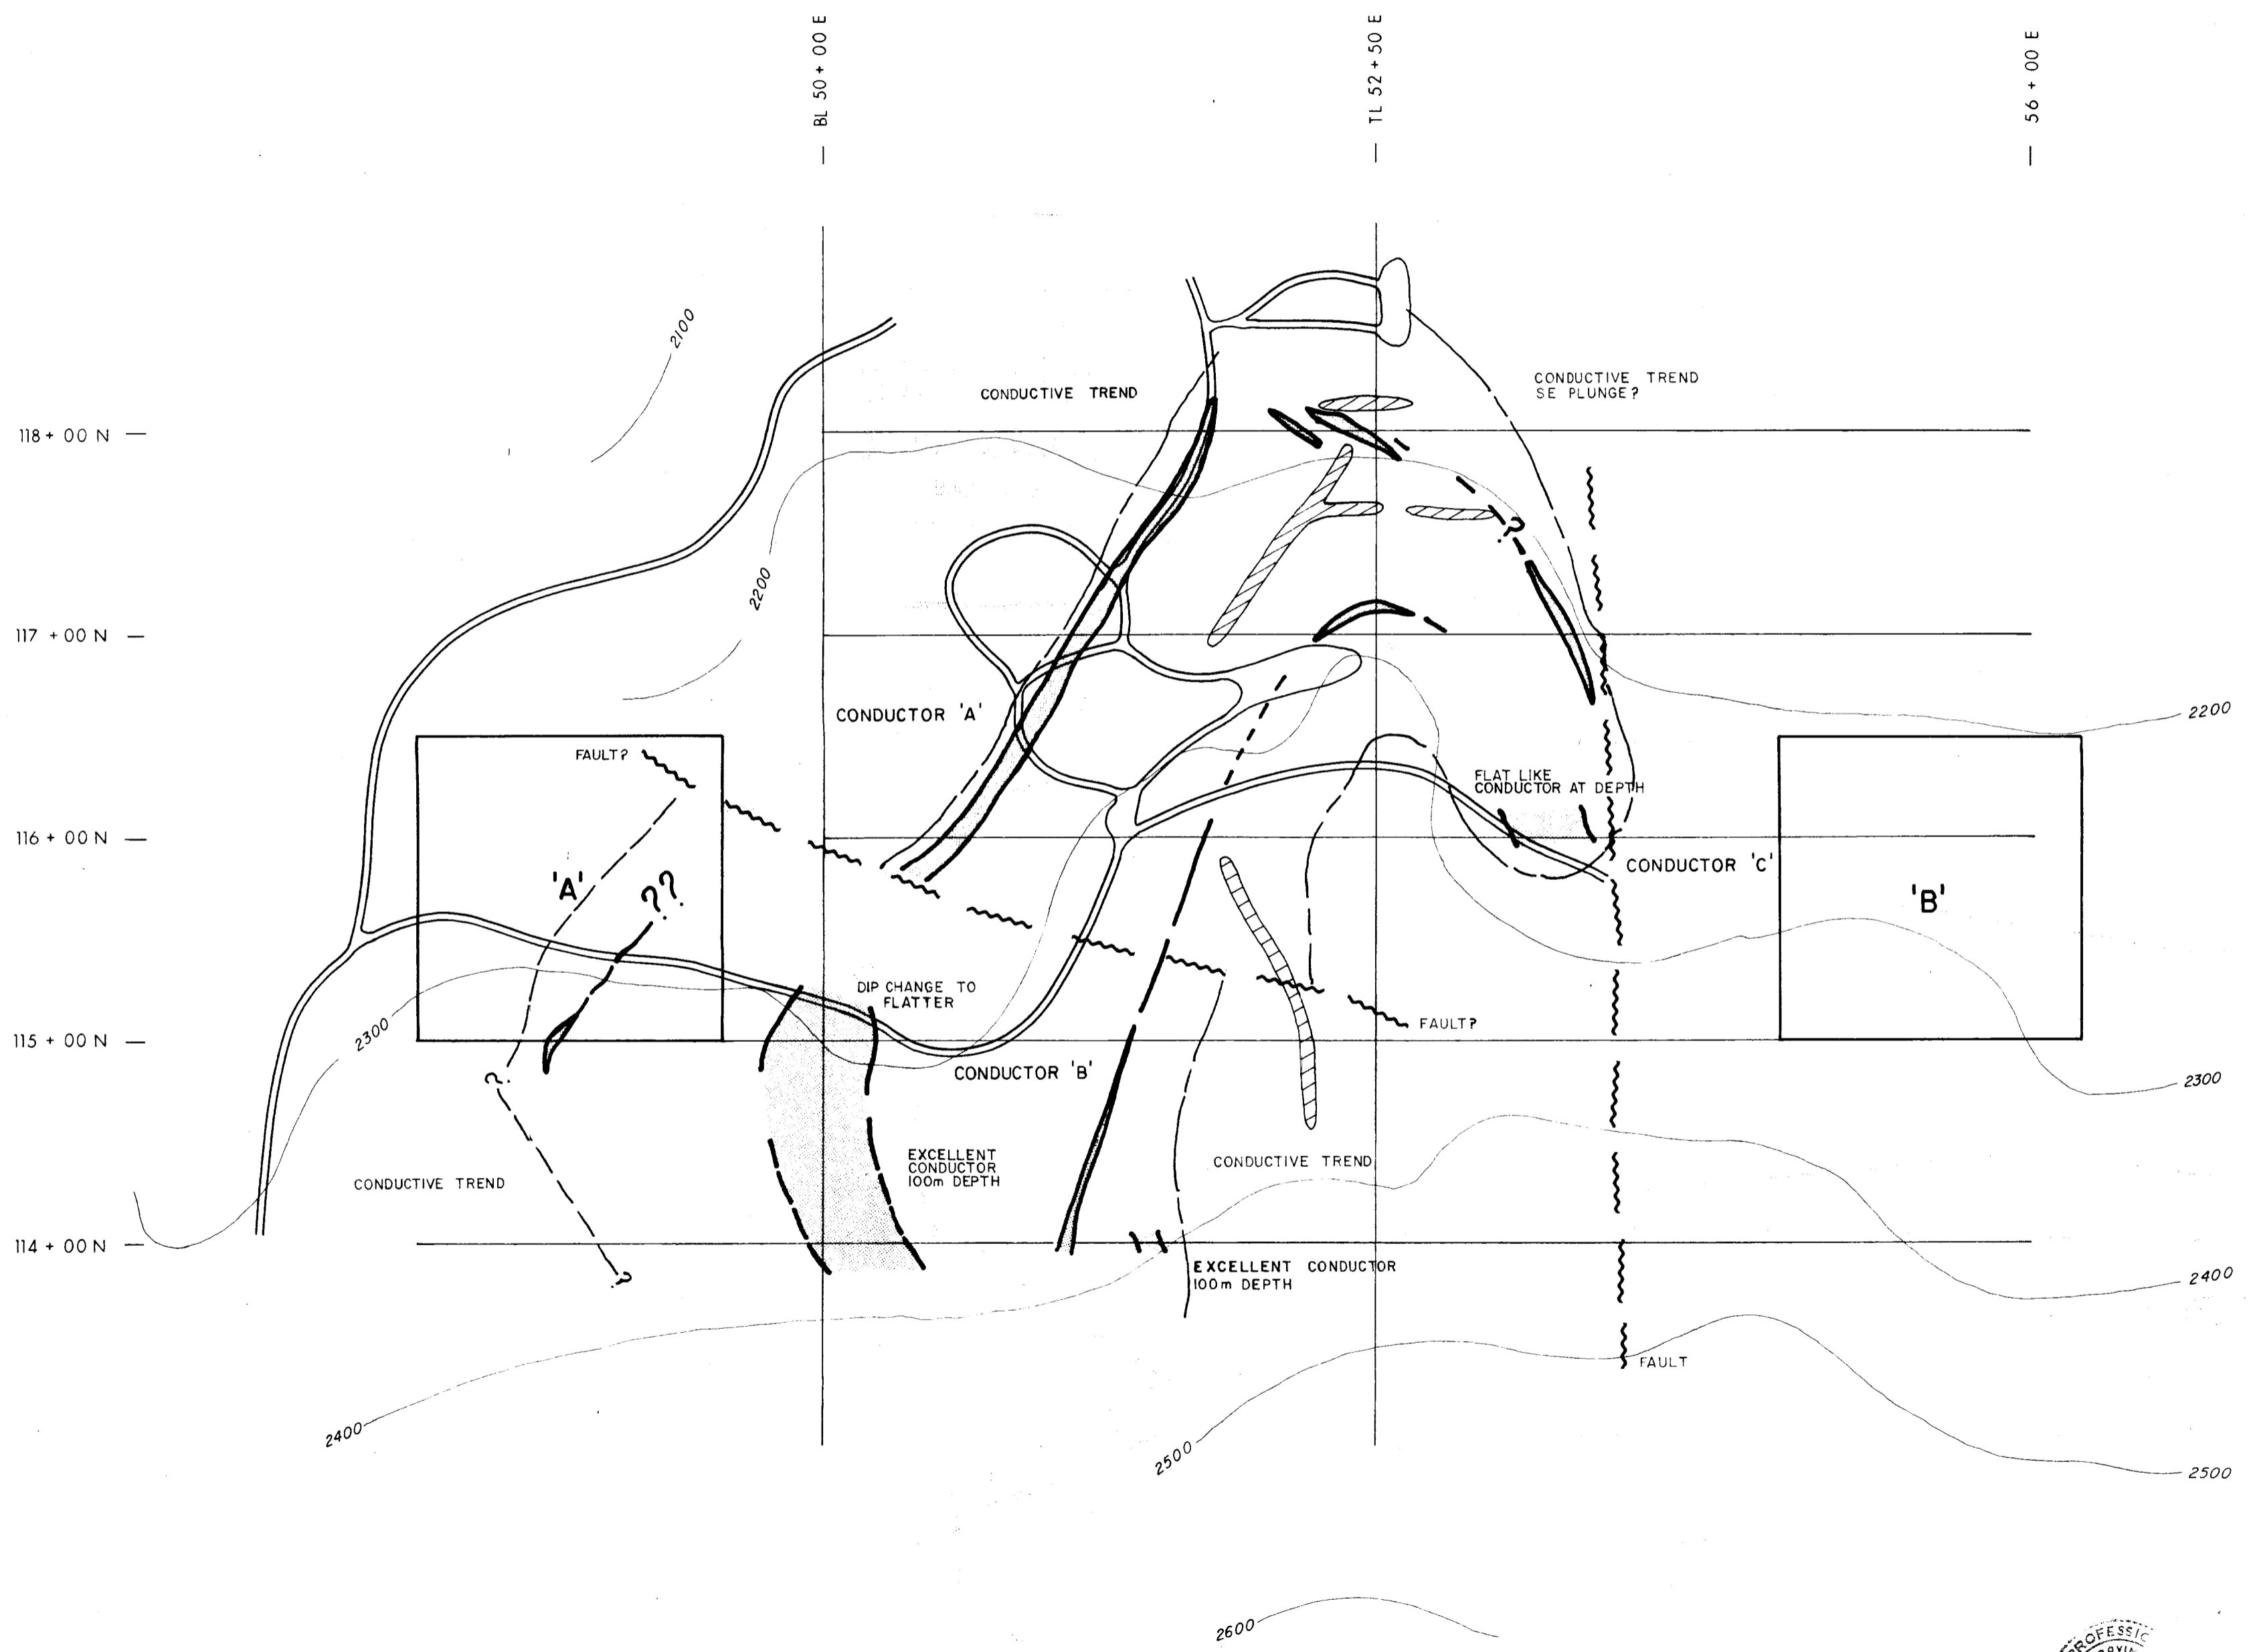 BL 50 + 00 E
TL 52 + 50 E
56 + 00 E
2100
CONDUCTIVE TREND
CONDUCTIVE TREND
SE PLUNGE?
118 + 00 N
?
2200
117 + 00 N
CONDUCTOR 'A'
2200
FAULT?
FLAT LIKE
CONDUCTOR AT DEPTH
116 + 00 N
CONDUCTOR 'C'
'A'
??
'B'
DIP CHANGE TO
FLATTER
FAULT?
2300
115 + 00 N
CONDUCTOR 'B'
?
2300
EXCELLENT
CONDUCTOR
100m DEPTH
CONDUCTIVE TREND
CONDUCTIVE TREND
114 + 00 N
EXCELLENT CONDUCTOR
100m DEPTH
?
2400
FAULT
2400
2500
2500
2600